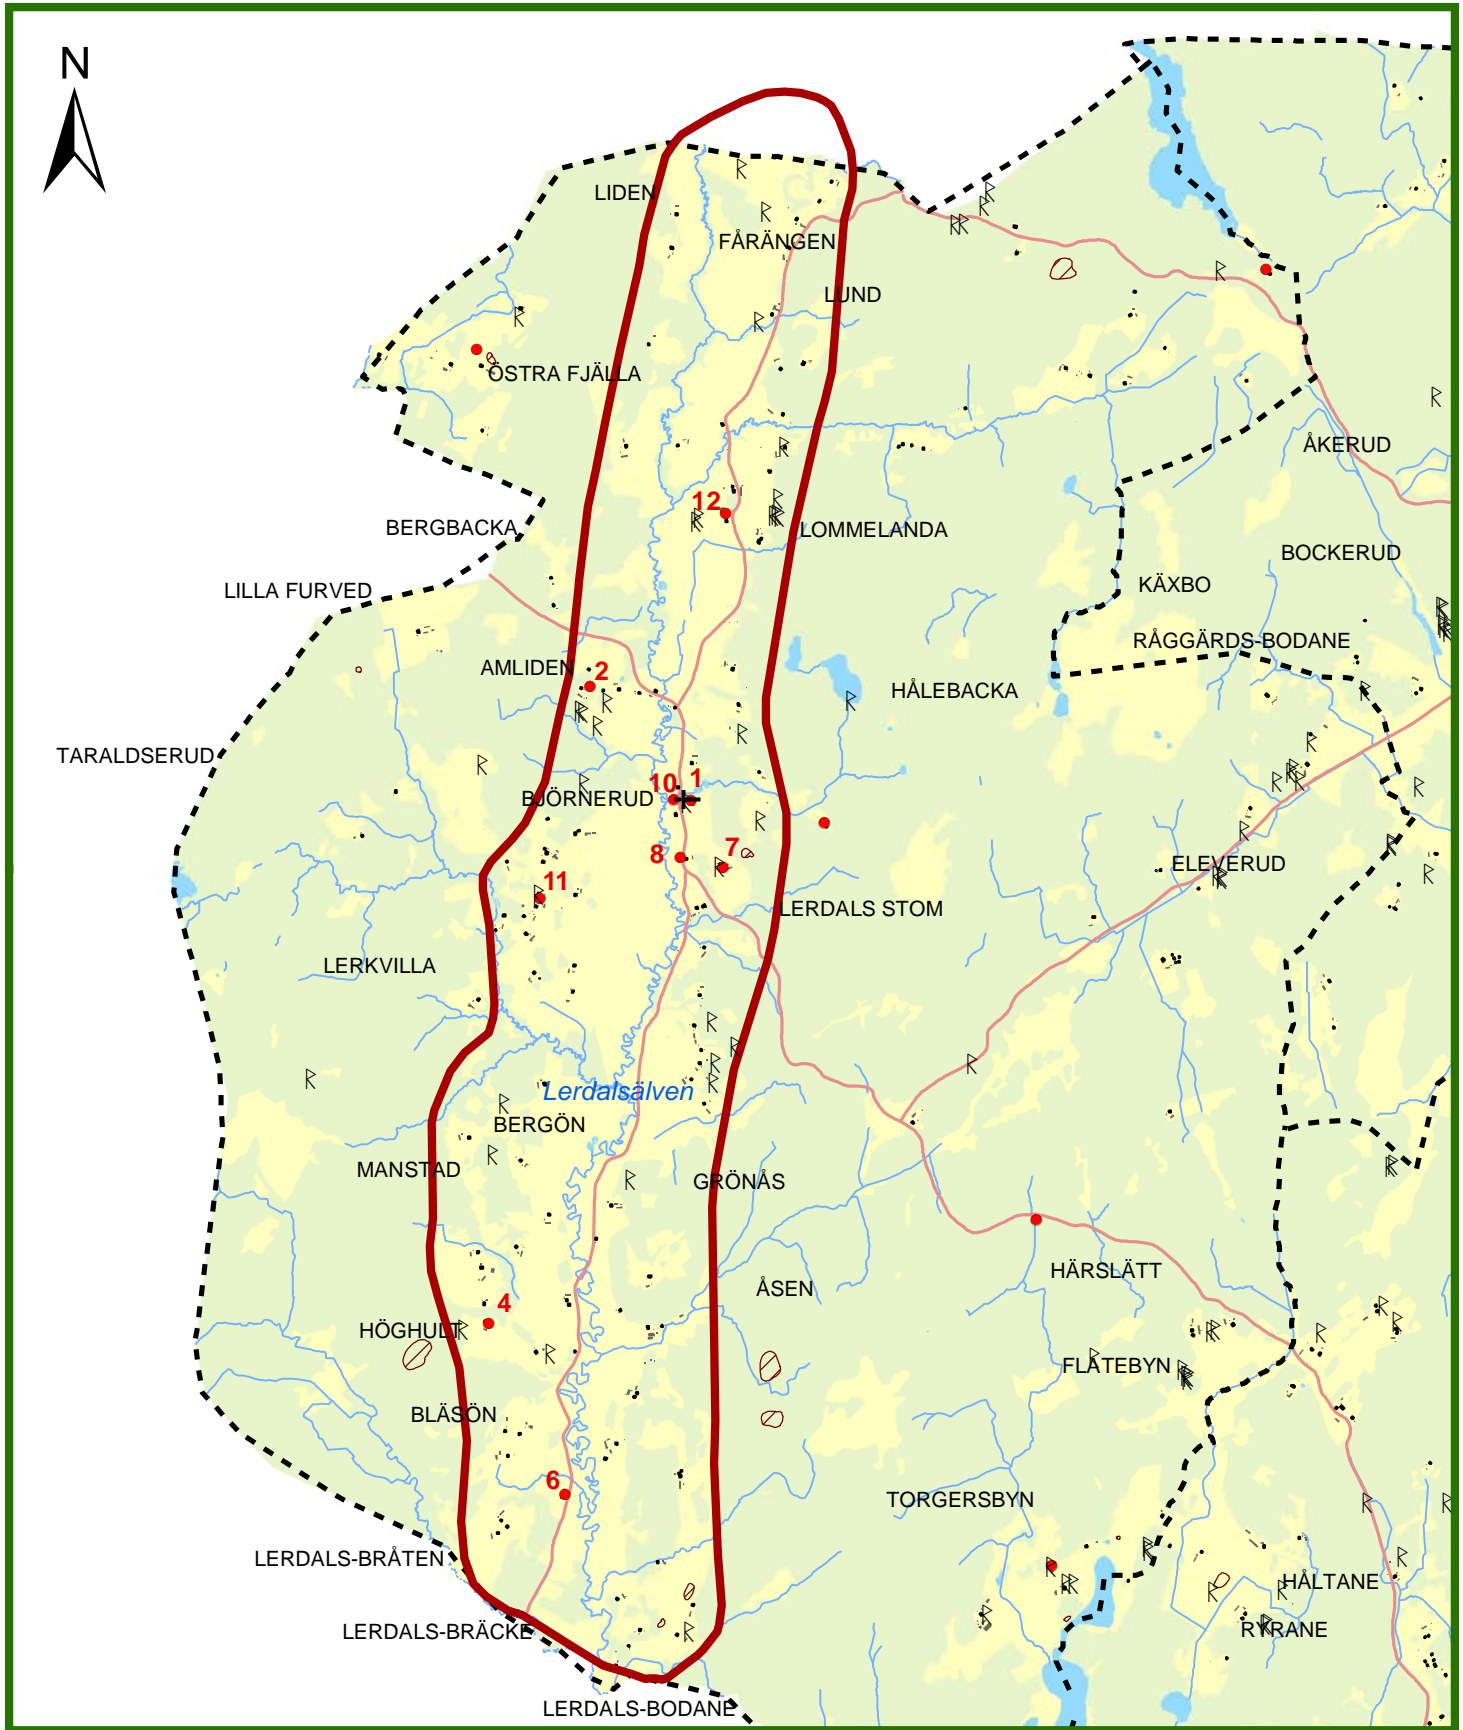 N
LIDEN
FÅRÄNGEN
LUND
ÖSTRA FJÄLLA
ÅKERUD
12
BERGBACKA
LOMMELANDA
BOCKERUD
KÄXBO
LILLA FURVED
RÅGGÄRDS-BODANE
AMLIDEN
2
HÅLEBACKA
TARALDSERUD
10
1
BJÖRNERUD
8
7
ELEVERUD
11
LERDALS STOM
LERKVILLA
Lerdalsälven
BERGÖN
MANSTAD
GRÖNÅS
HÄRSLÄTT
ÅSEN
4
HÖGHULT
FLATEBYN
BLÄSÖN
6
TORGERSBYN
LERDALS-BRÅTEN
HÅLTANE
LERDALS-BRÄCKE
RYRANE
LERDALS-BODANE